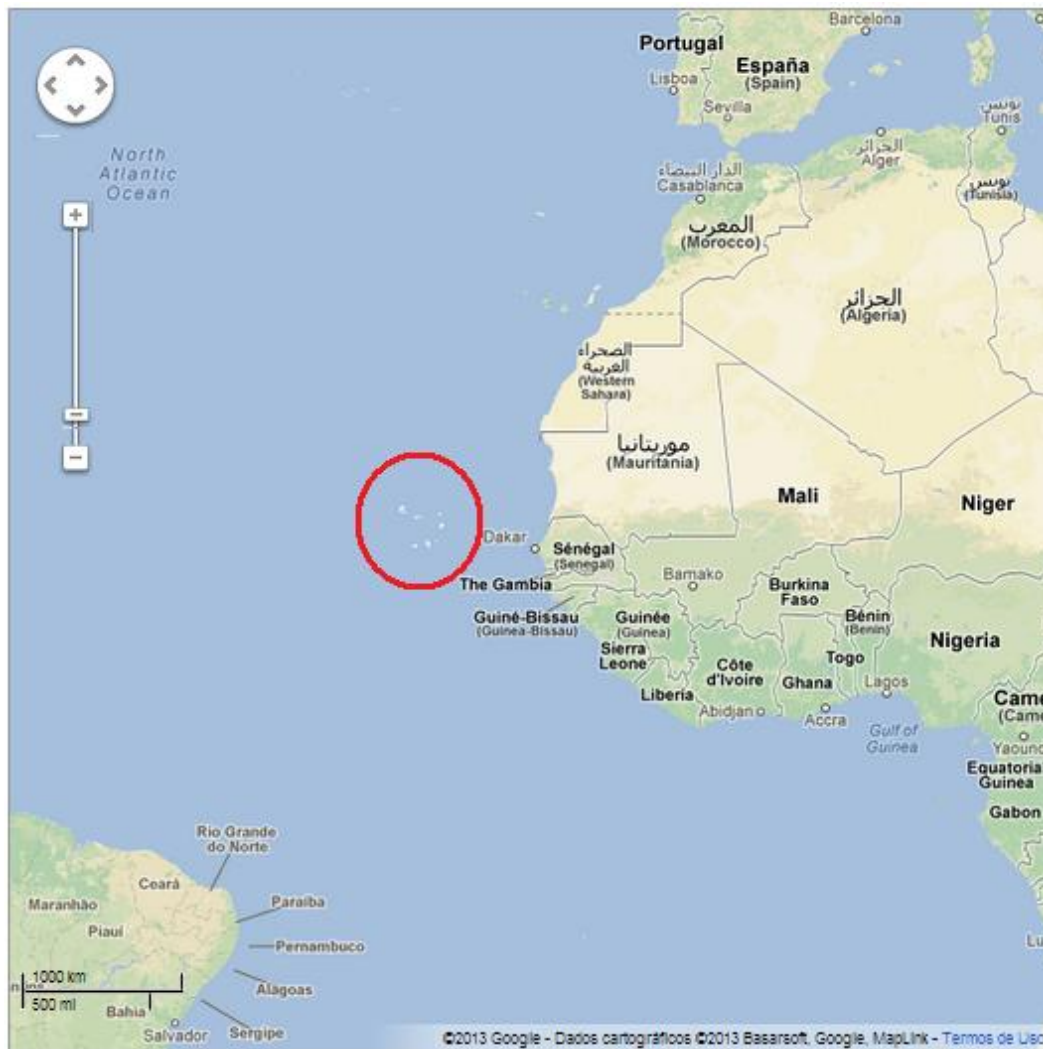 Barcelona
Portugal
España
(Spain)
Lisboa
Sevilla
تونس
Tunis
North
Atlantic
Ocean
الجزائر
Alger
الدار البيضاء
Casablanca
تونس
(Tunisia)
المغرب
(Morocco)
الجزائر
(Algeria)
الصحراء
الغربية
(Western
Sahara)
موريتانيا
(Mauritania)
Mali
Niger
Dakar
Sénégal
(Senegal)
The Gambia
Bamako
Burkina
Faso
Guiné-Bissau
(Guinea-Bissau)
Guinée
(Guinea)
Bénin
(Benin)
Nigeria
Sierra
Leone
Côte
d'Ivoire
Togo
Ghana
Liberia
Lagos
Abidjan
Accra
Came
(Came
Gulf of
Guinea
Yaound
Equatorial
Guinea
Gabon
Rio Grande
do Norte
Ceará
Maranhão
Paraíba
Piauí
Pernambuco
Lu
1000 km
500 mi
Alagoas
Bahia
Salvador
Sergipe
©2013 Google - Dados cartográficos ©2013 Basarsoft, Google, MapLink - Termos de Uso